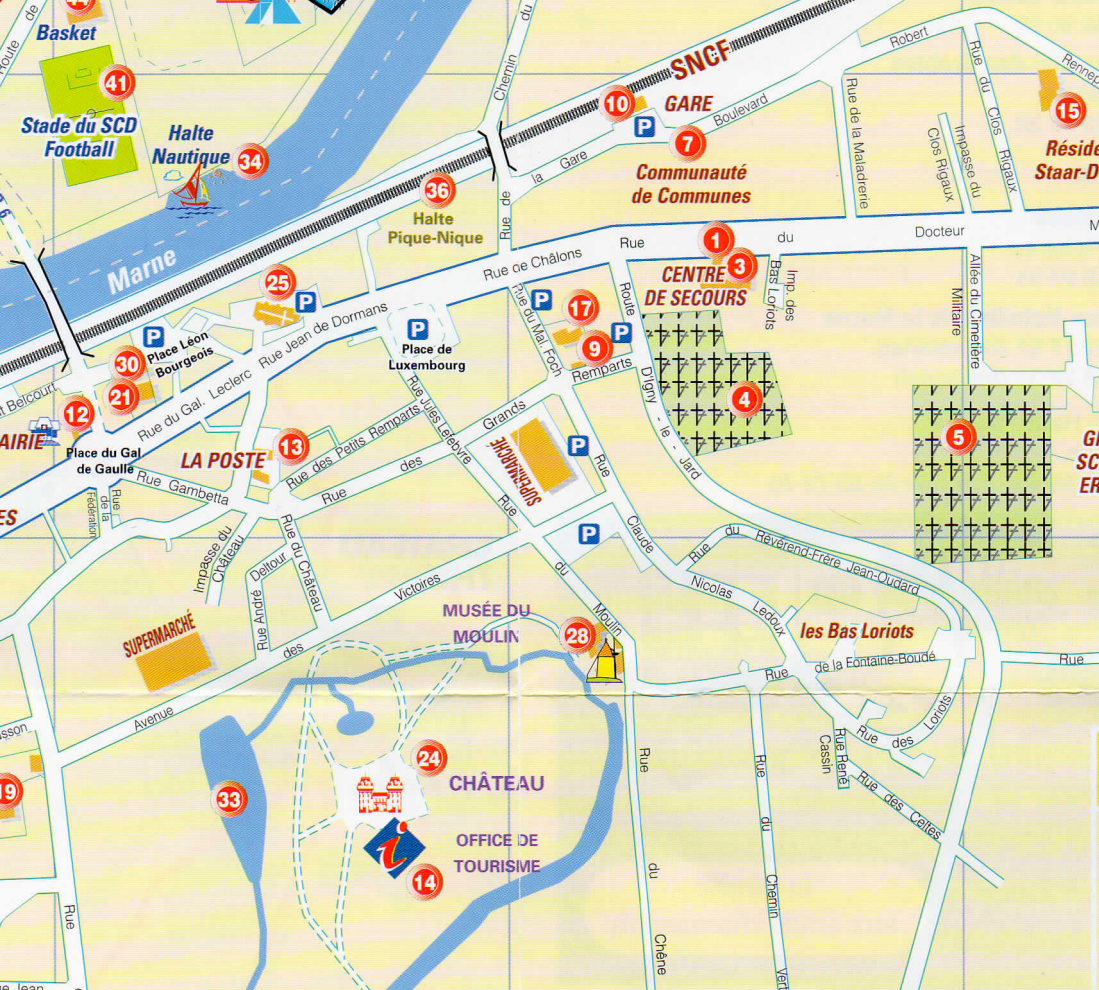 Basket
Route de
41
Stade du SCD
Football
Halte
Nautique
34
Chemin du
SNCF
10
GARE
P
7
Boulevard
Robert
Communauté
de Communes
Rue de la Maladrerie
Rue du Clos Rigaux
Impasse du
Clos Rigaux
15
36
Halte
Pique-Nique
Rue de
la Gare
Marne
25
P
Rue de Châlons
Rue
1
du
Docteur
M
3
CENTRE
DE SECOURS
Imp. des
Bas Loriots
Allée du Cimetière
Militaire
P
Place Léon
Bourgeois
Rue Jean de Dormans
P
Place de
Luxembourg
Rue du Mal. Foch
P
17
P
9
Remparts
Route
D'Igny - le - Jard
4
5
30
21
12
Belcourt
AIRIE
Place du Gal
de Gaulle
Rue du Gal. Leclerc
LA POSTE
13
Rue des Petits Remparts
Rue Jules Lefebvre
Rue des Grands
SUPERMARCHÉ
P
Rue Claude Nicolas Ledoux
ES
Rue
de la
Fédération
Rue Gambetta
Impasse du
Château
Rue du Château
Rue André Deltour
Rue du Moulin
P
Rue du Révérend-Frère Jean-Oudard
SUPERMARCHÉ
Avenue des Victoires
MUSÉE DU
MOULIN
28
les Bas Loriots
Rue de la Fontaine-Boudé
Rue
Rue des Loriots
Rue René
Cassin
Rue des Celtes
sson
19
33
24
CHÂTEAU
OFFICE DE
TOURISME
i
14
Rue du Chêne
Rue du Chemin Vert
Rue